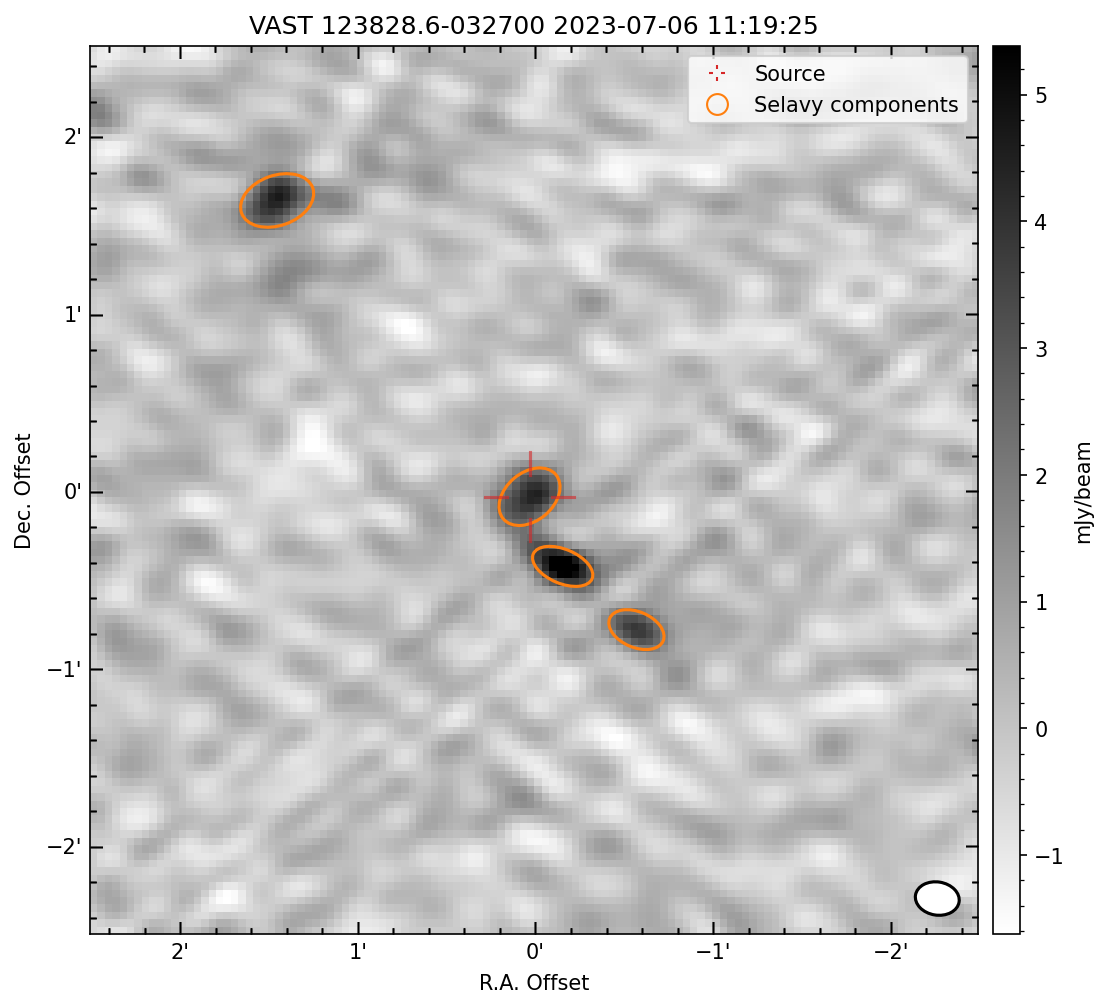 VAST 123828.6-032700 2023-07-06 11:19:25
Source
Selavy components
2'
1'
0'
−1'
−2'
Dec. Offset
2'
1'
0'
−1'
−2'
R.A. Offset
5
4
3
2
1
0
−1
mJy/beam